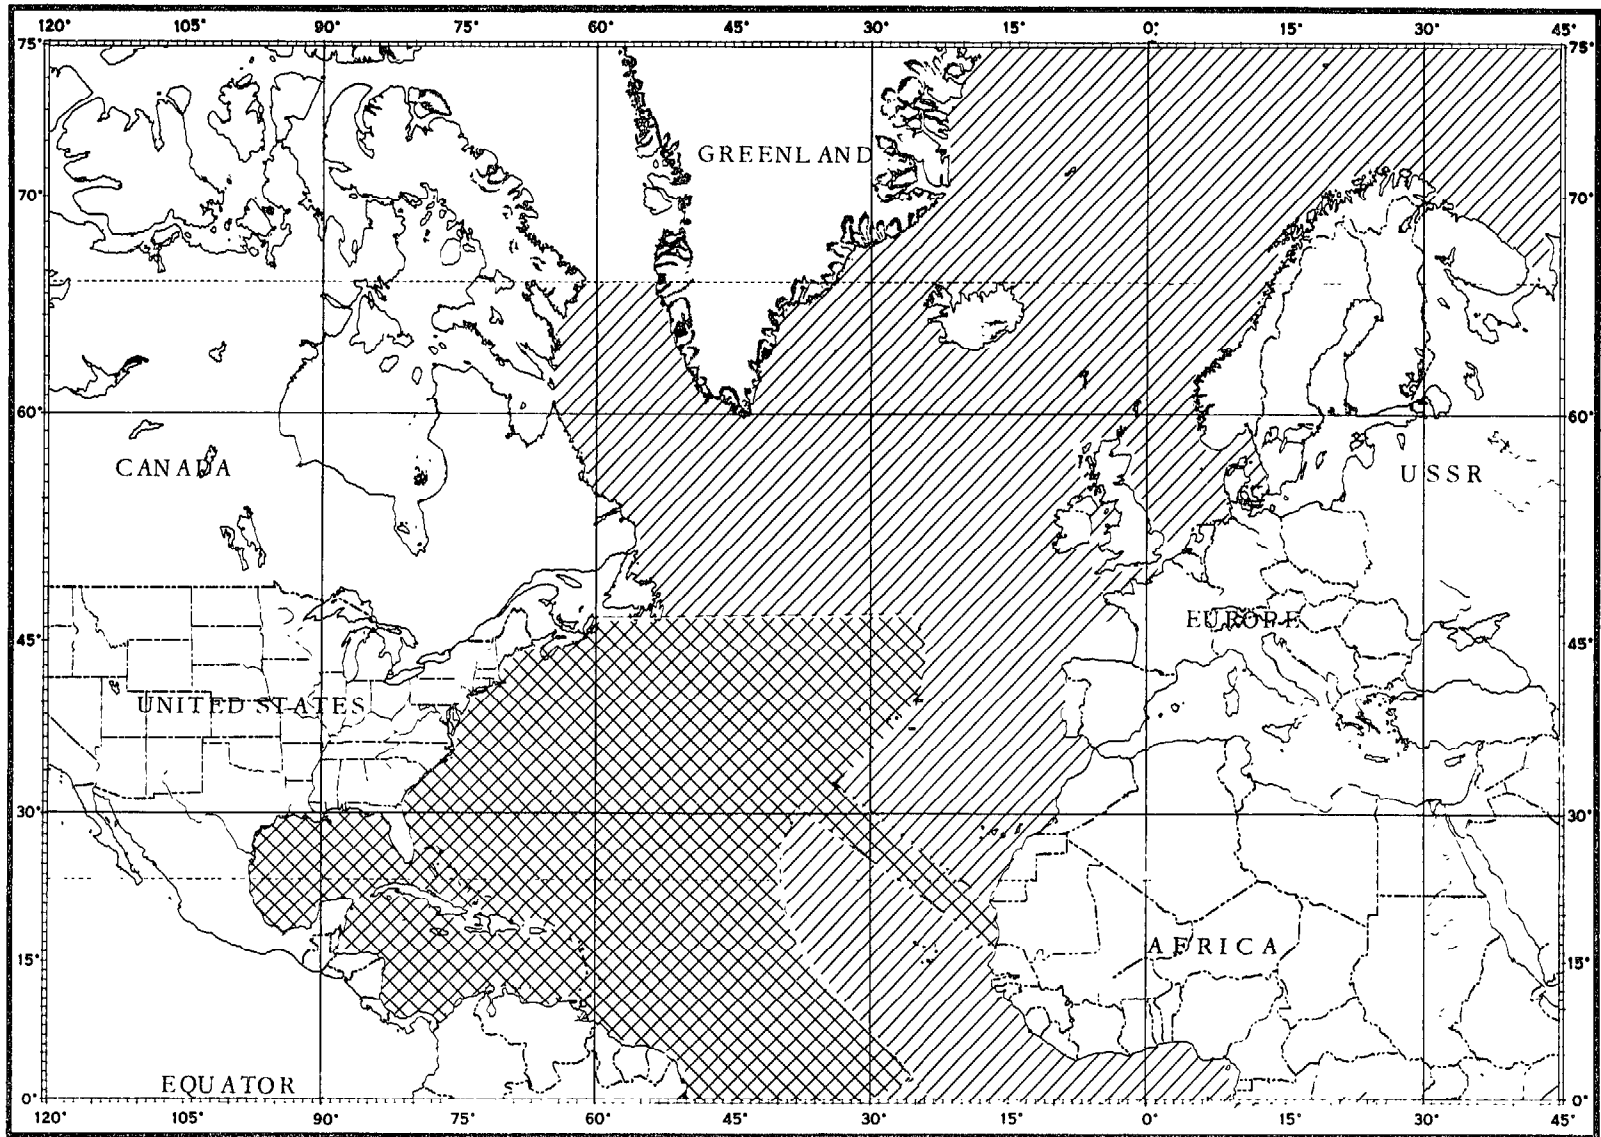 120° 105° 90° 75° 60° 45° 30° 15° 0° 15° 30° 45°
75° 75°
GREENLAND
70° 70°
60° 60°
CANADA USSR
EUROPE
45° 45°
UNITED STATES
30° 30°
AFRICA
15° 15°
EQUATOR
0° 0°
120° 105° 90° 75° 60° 45° 30° 15° 0° 15° 30° 45°